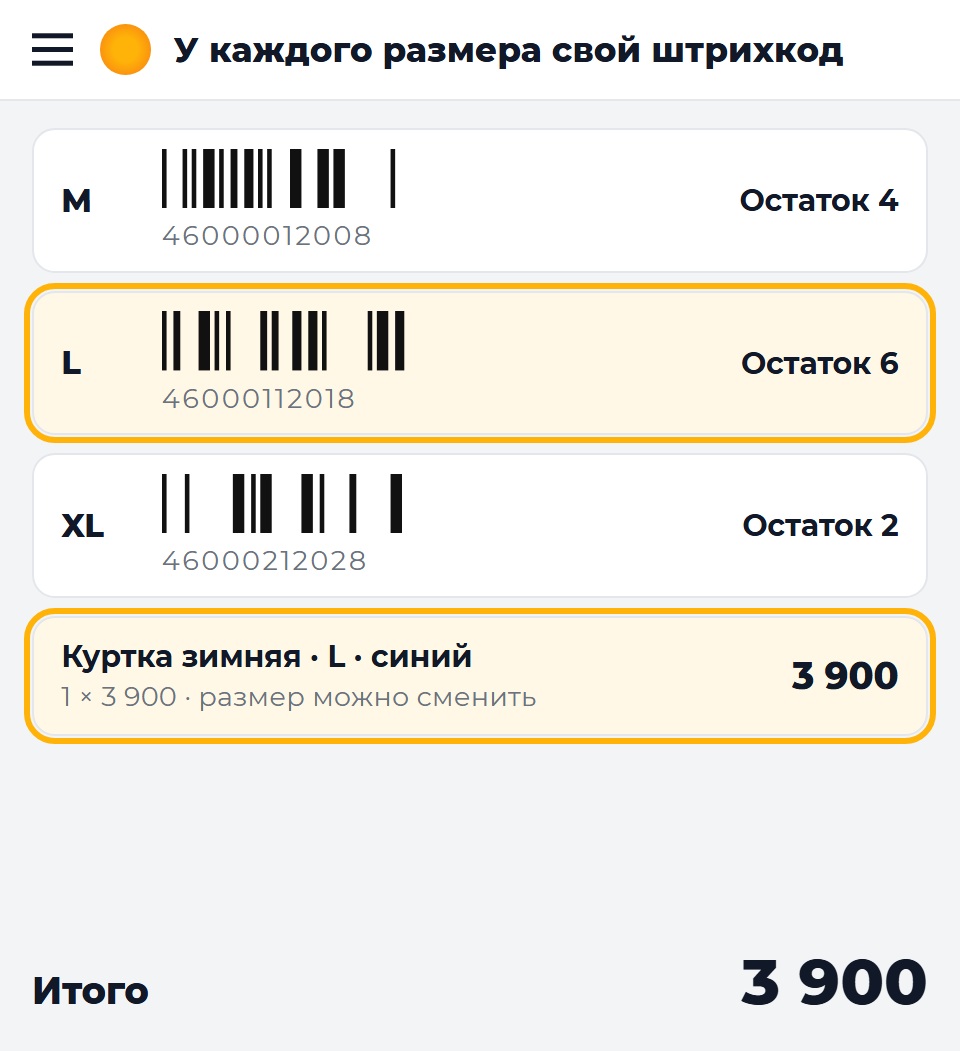 У каждого размера свой штрихкод
M
46000012008
Остаток 4
L
46000112018
Остаток 6
XL
46000212028
Остаток 2
Куртка зимняя · L · синий
1 × 3 900 · размер можно сменить
3 900
Итого
3 900